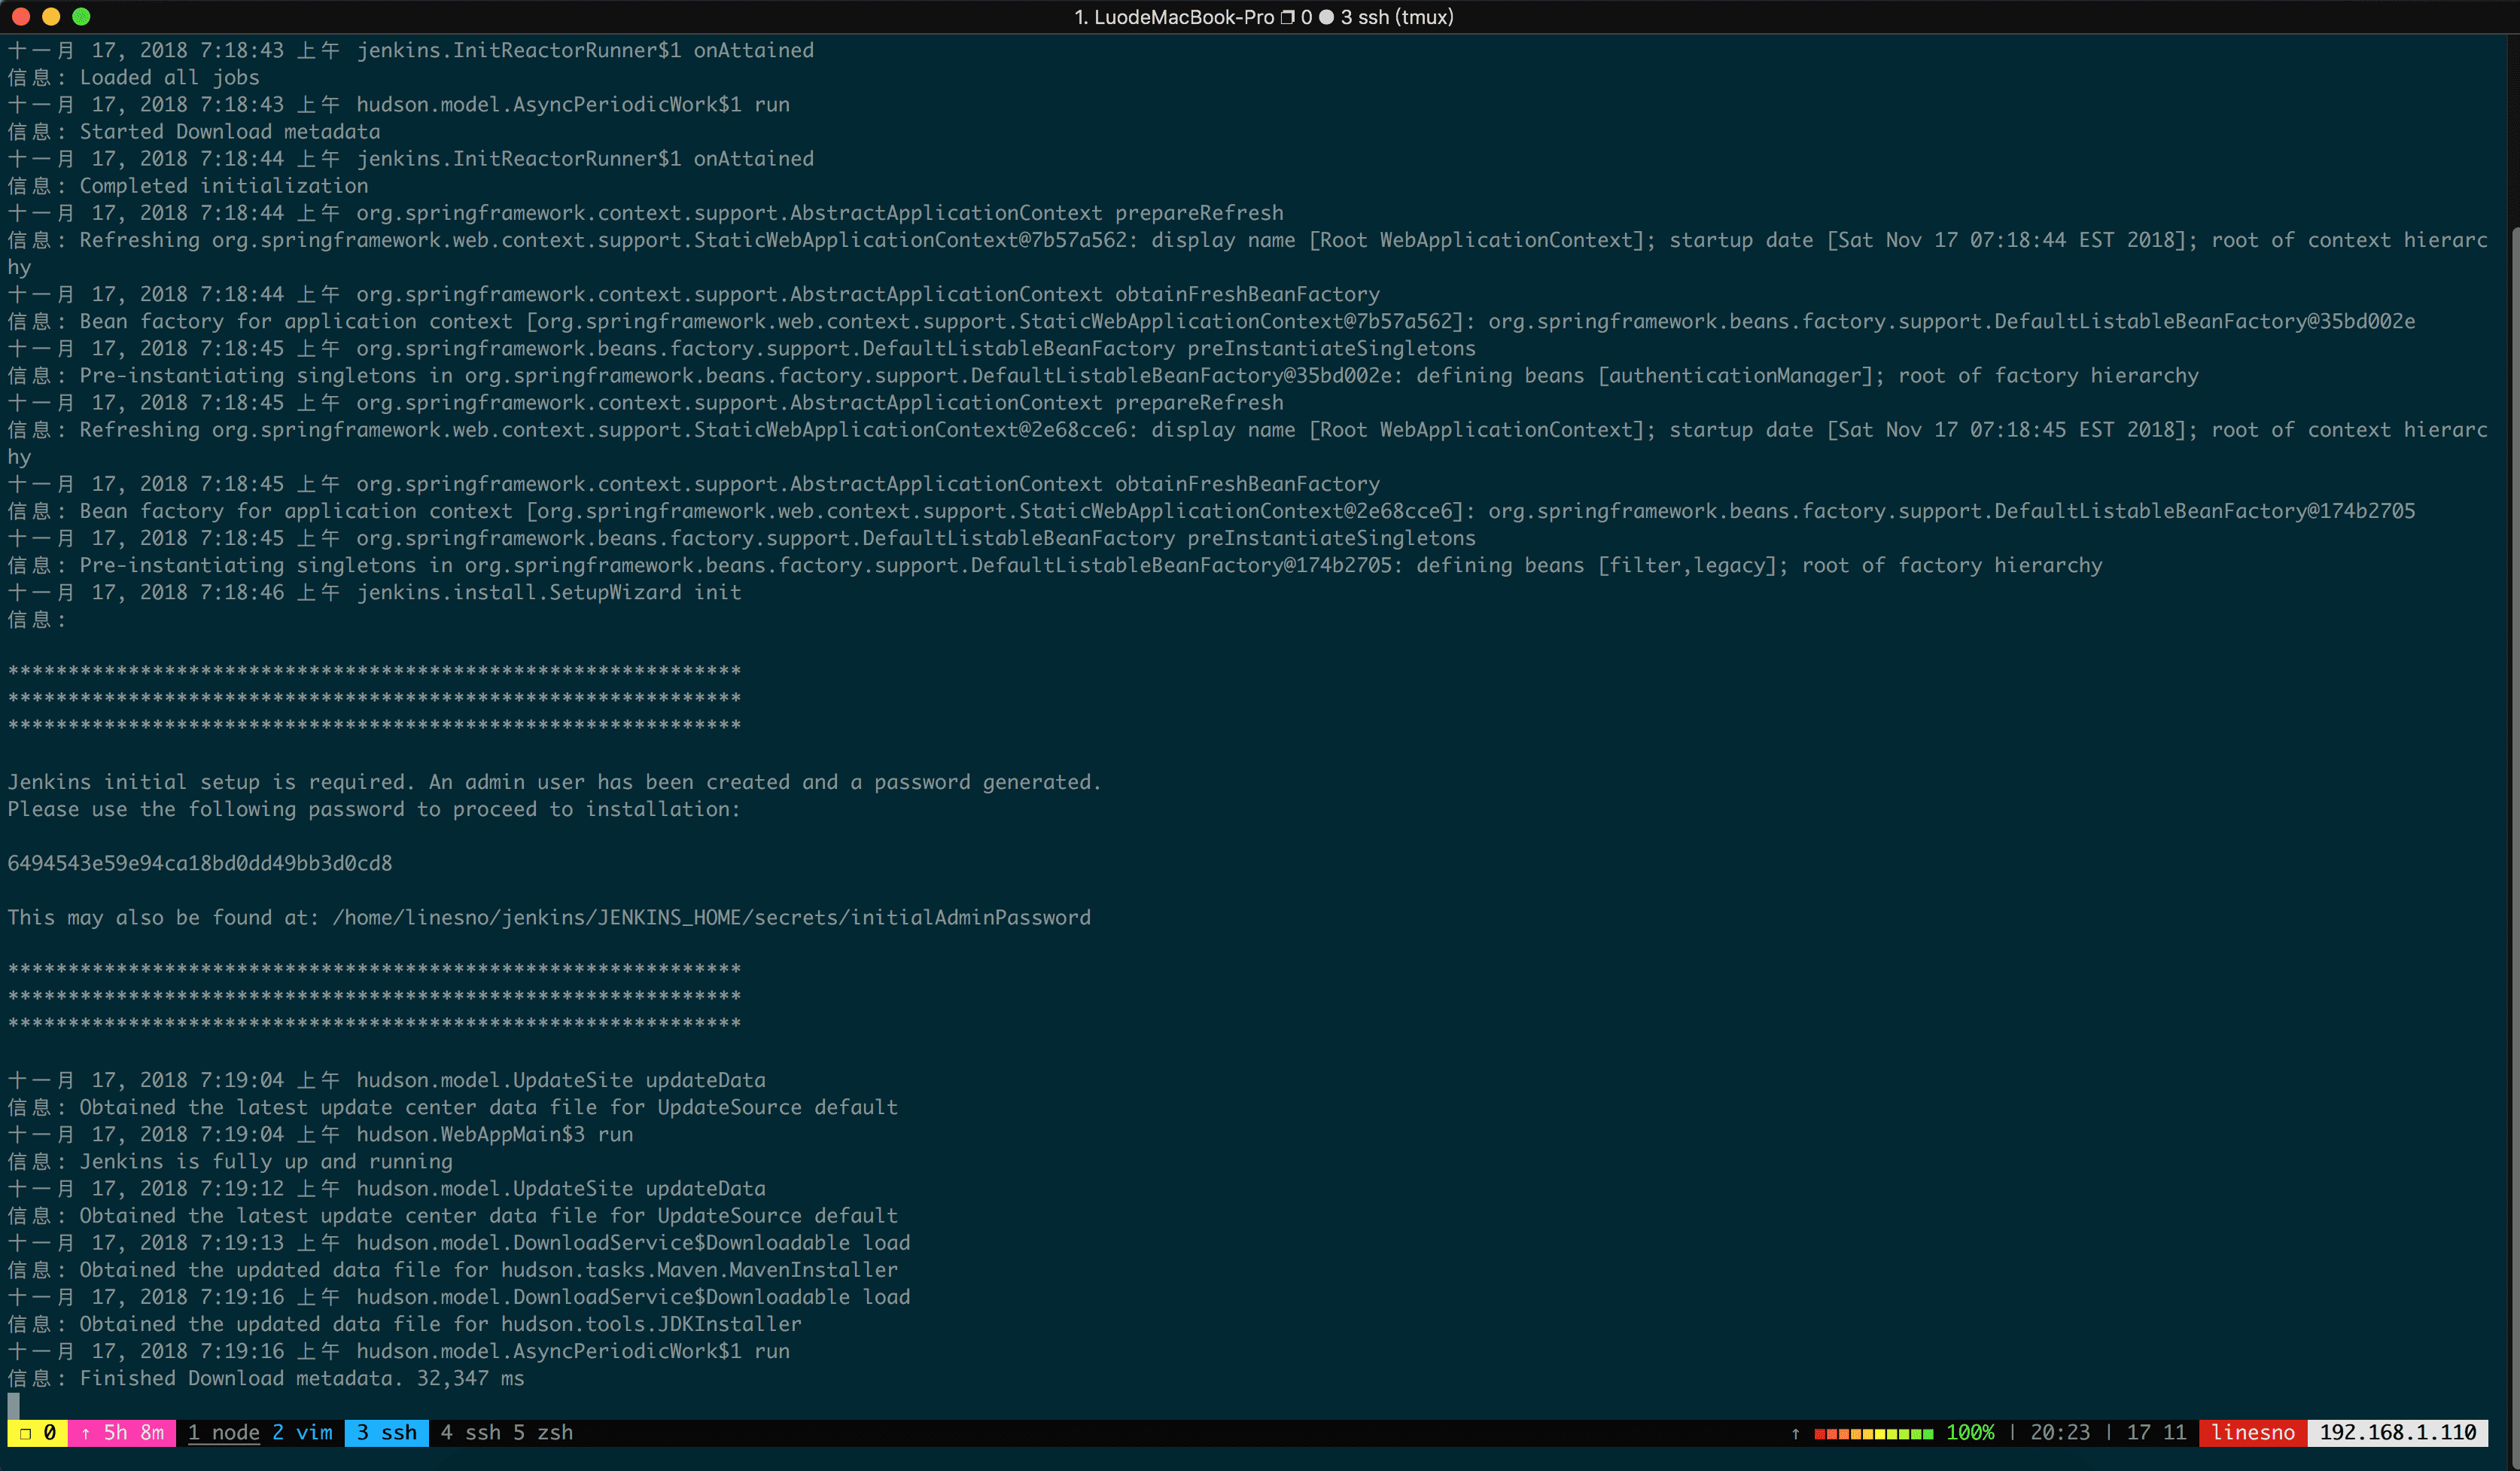 1. LuodeMacBook-Pro ❐ 0 ● 3 ssh (tmux)
十一月 17, 2018 7:18:43 上午 jenkins.InitReactorRunner$1 onAttained
信息: Loaded all jobs
十一月 17, 2018 7:18:43 上午 hudson.model.AsyncPeriodicWork$1 run
信息: Started Download metadata
十一月 17, 2018 7:18:44 上午 jenkins.InitReactorRunner$1 onAttained
信息: Completed initialization
十一月 17, 2018 7:18:44 上午 org.springframework.context.support.AbstractApplicationContext prepareRefresh
信息: Refreshing org.springframework.web.context.support.StaticWebApplicationContext@7b57a562: display name [Root WebApplicationContext]; startup date [Sat Nov 17 07:18:44 EST 2018]; root of context hierarc
hy
十一月 17, 2018 7:18:44 上午 org.springframework.context.support.AbstractApplicationContext obtainFreshBeanFactory
信息: Bean factory for application context [org.springframework.web.context.support.StaticWebApplicationContext@7b57a562]: org.springframework.beans.factory.support.DefaultListableBeanFactory@35bd002e
十一月 17, 2018 7:18:45 上午 org.springframework.beans.factory.support.DefaultListableBeanFactory preInstantiateSingletons
信息: Pre-instantiating singletons in org.springframework.beans.factory.support.DefaultListableBeanFactory@35bd002e: defining beans [authenticationManager]; root of factory hierarchy
十一月 17, 2018 7:18:45 上午 org.springframework.context.support.AbstractApplicationContext prepareRefresh
信息: Refreshing org.springframework.web.context.support.StaticWebApplicationContext@2e68cce6: display name [Root WebApplicationContext]; startup date [Sat Nov 17 07:18:45 EST 2018]; root of context hierarc
hy
十一月 17, 2018 7:18:45 上午 org.springframework.context.support.AbstractApplicationContext obtainFreshBeanFactory
信息: Bean factory for application context [org.springframework.web.context.support.StaticWebApplicationContext@2e68cce6]: org.springframework.beans.factory.support.DefaultListableBeanFactory@174b2705
十一月 17, 2018 7:18:45 上午 org.springframework.beans.factory.support.DefaultListableBeanFactory preInstantiateSingletons
信息: Pre-instantiating singletons in org.springframework.beans.factory.support.DefaultListableBeanFactory@174b2705: defining beans [filter,legacy]; root of factory hierarchy
十一月 17, 2018 7:18:46 上午 jenkins.install.SetupWizard init
信息:
*************************************************************
*************************************************************
*************************************************************
Jenkins initial setup is required. An admin user has been created and a password generated.
Please use the following password to proceed to installation:
6494543e59e94ca18bd0dd49bb3d0cd8
This may also be found at: /home/linesno/jenkins/JENKINS_HOME/secrets/initialAdminPassword
*************************************************************
*************************************************************
*************************************************************
十一月 17, 2018 7:19:04 上午 hudson.model.UpdateSite updateData
信息: Obtained the latest update center data file for UpdateSource default
十一月 17, 2018 7:19:04 上午 hudson.WebAppMain$3 run
信息: Jenkins is fully up and running
十一月 17, 2018 7:19:12 上午 hudson.model.UpdateSite updateData
信息: Obtained the latest update center data file for UpdateSource default
十一月 17, 2018 7:19:13 上午 hudson.model.DownloadService$Downloadable load
信息: Obtained the updated data file for hudson.tasks.Maven.MavenInstaller
十一月 17, 2018 7:19:16 上午 hudson.model.DownloadService$Downloadable load
信息: Obtained the updated data file for hudson.tools.JDKInstaller
十一月 17, 2018 7:19:16 上午 hudson.model.AsyncPeriodicWork$1 run
信息: Finished Download metadata. 32,347 ms
❐ 0 ↑ 5h 8m 1 node 2 vim 3 ssh 4 ssh 5 zsh ↑ 100% | 20:23 | 17 11 linesno 192.168.1.110